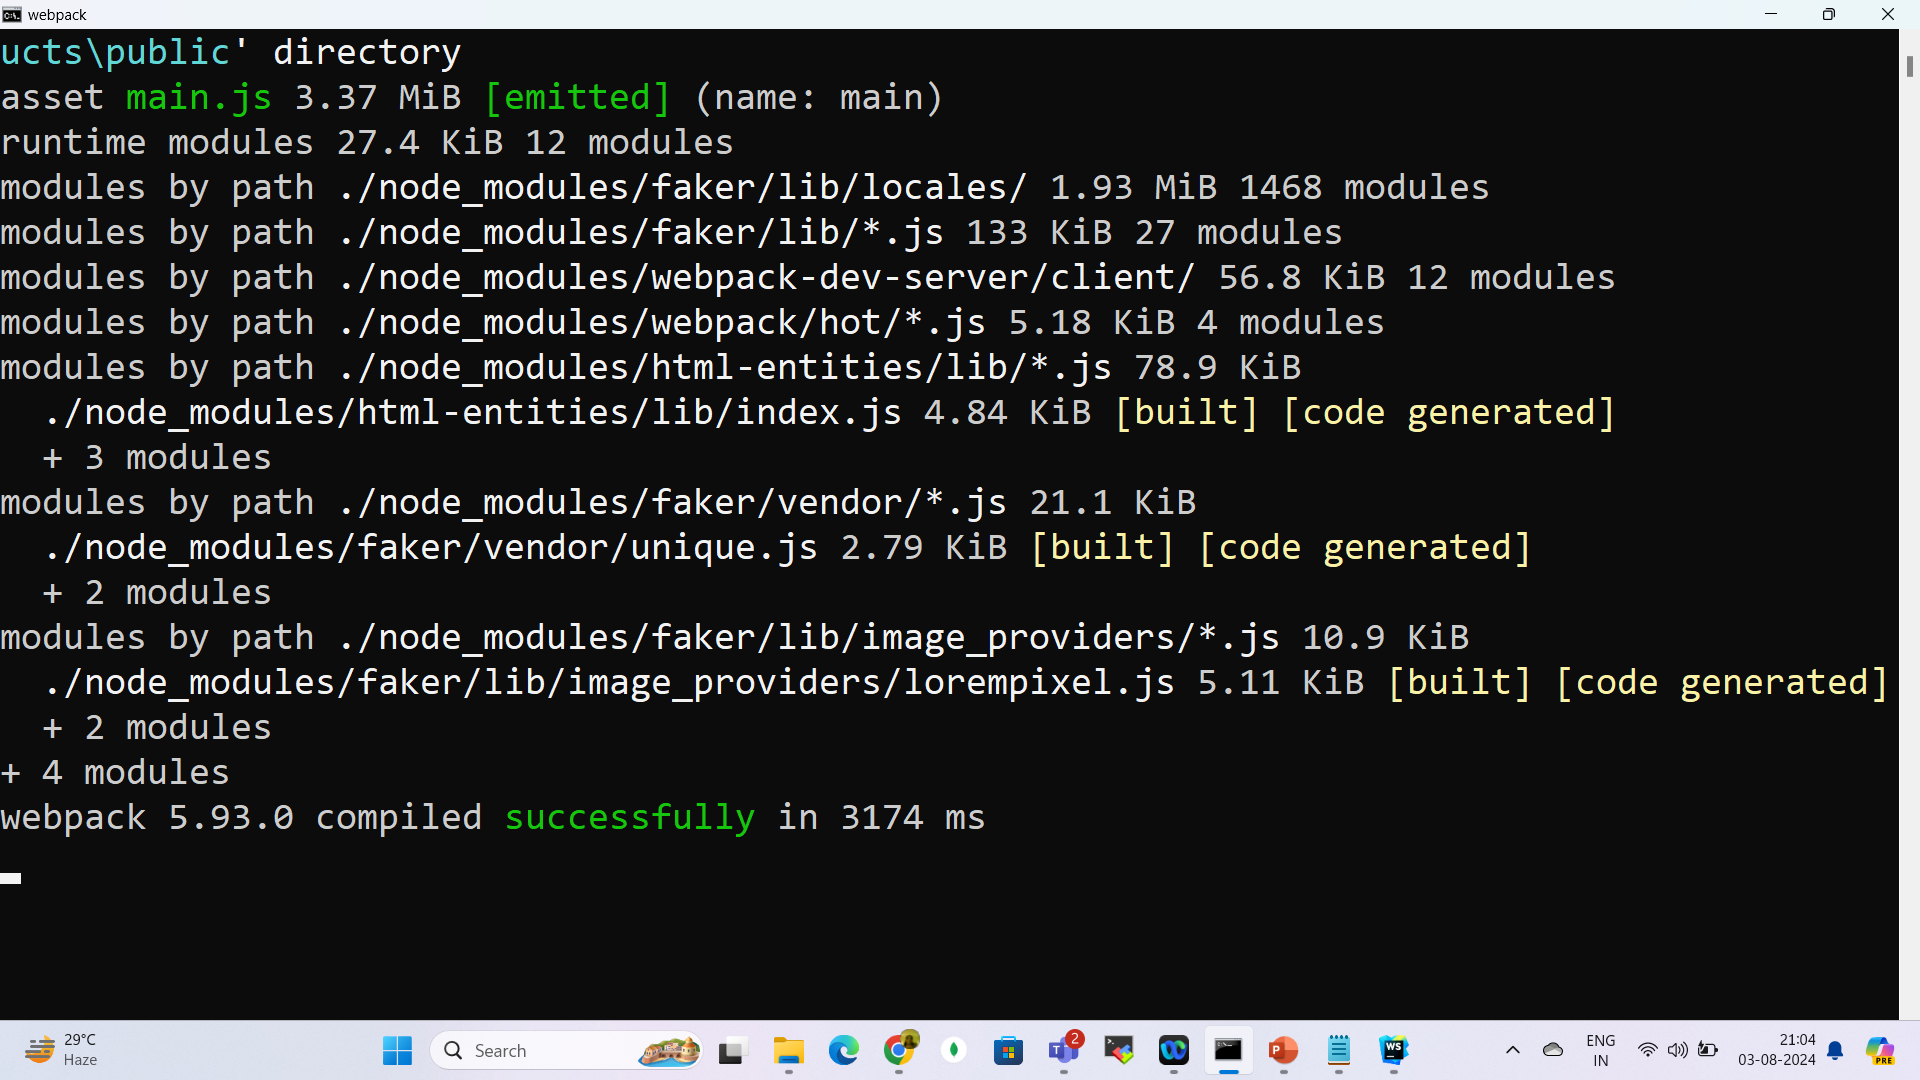 webpack
ucts\public' directory
asset main.js 3.37 MiB [emitted] (name: main)
runtime modules 27.4 KiB 12 modules
modules by path ./node_modules/faker/lib/locales/ 1.93 MiB 1468 modules
modules by path ./node_modules/faker/lib/*.js 133 KiB 27 modules
modules by path ./node_modules/webpack-dev-server/client/ 56.8 KiB 12 modules
modules by path ./node_modules/webpack/hot/*.js 5.18 KiB 4 modules
modules by path ./node_modules/html-entities/lib/*.js 78.9 KiB
  ./node_modules/html-entities/lib/index.js 4.84 KiB [built] [code generated]
  + 3 modules
modules by path ./node_modules/faker/vendor/*.js 21.1 KiB
  ./node_modules/faker/vendor/unique.js 2.79 KiB [built] [code generated]
  + 2 modules
modules by path ./node_modules/faker/lib/image_providers/*.js 10.9 KiB
  ./node_modules/faker/lib/image_providers/lorempixel.js 5.11 KiB [built] [code generated]
  + 2 modules
+ 4 modules
webpack 5.93.0 compiled successfully in 3174 ms
29°C
Haze
Search
2
WS
ENG
IN
21:04
03-08-2024
PRE